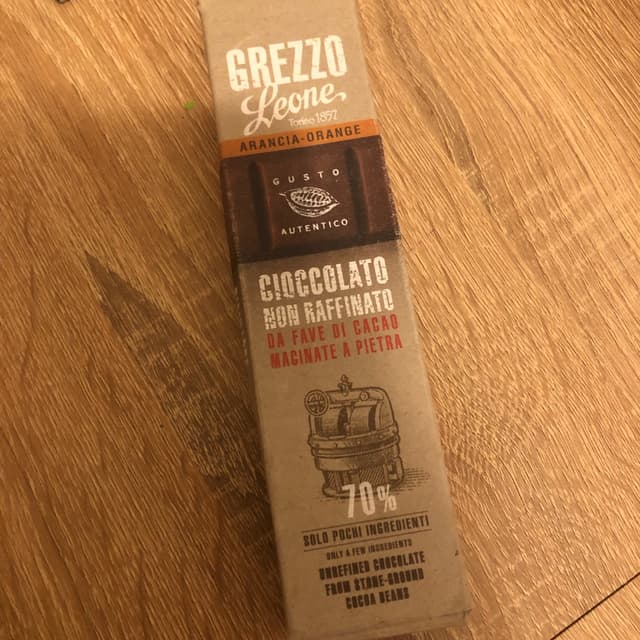 GREZZO
Leone
Torino 1857
ARANCIA-ORANGE
GUSTO
AUTENTICO
CIOCCOLATO
NON RAFFINATO
DA FAVE DI CACAO
MACINATE A PIETRA
70%
SOLO POCHI INGREDIENTI
ONLY A FEW INGREDIENTS
UNREFINED CHOCOLATE
FROM STONE-GROUND
COCOA BEANS